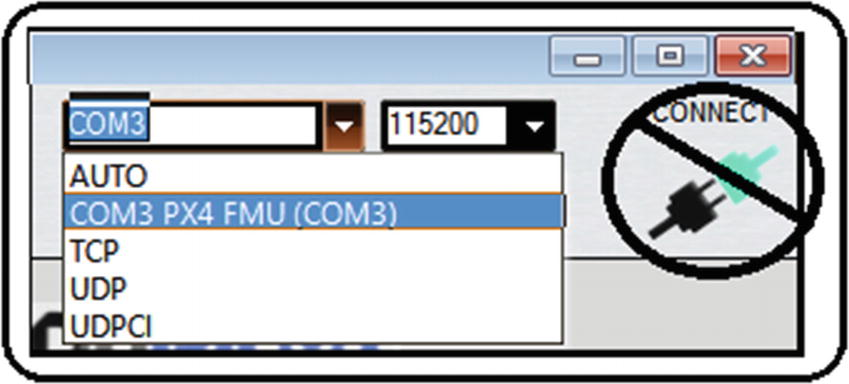 COM3 115200 CONNECT
AUTO
COM3 PX4 FMU (COM3)
TCP
UDP
UDPCI